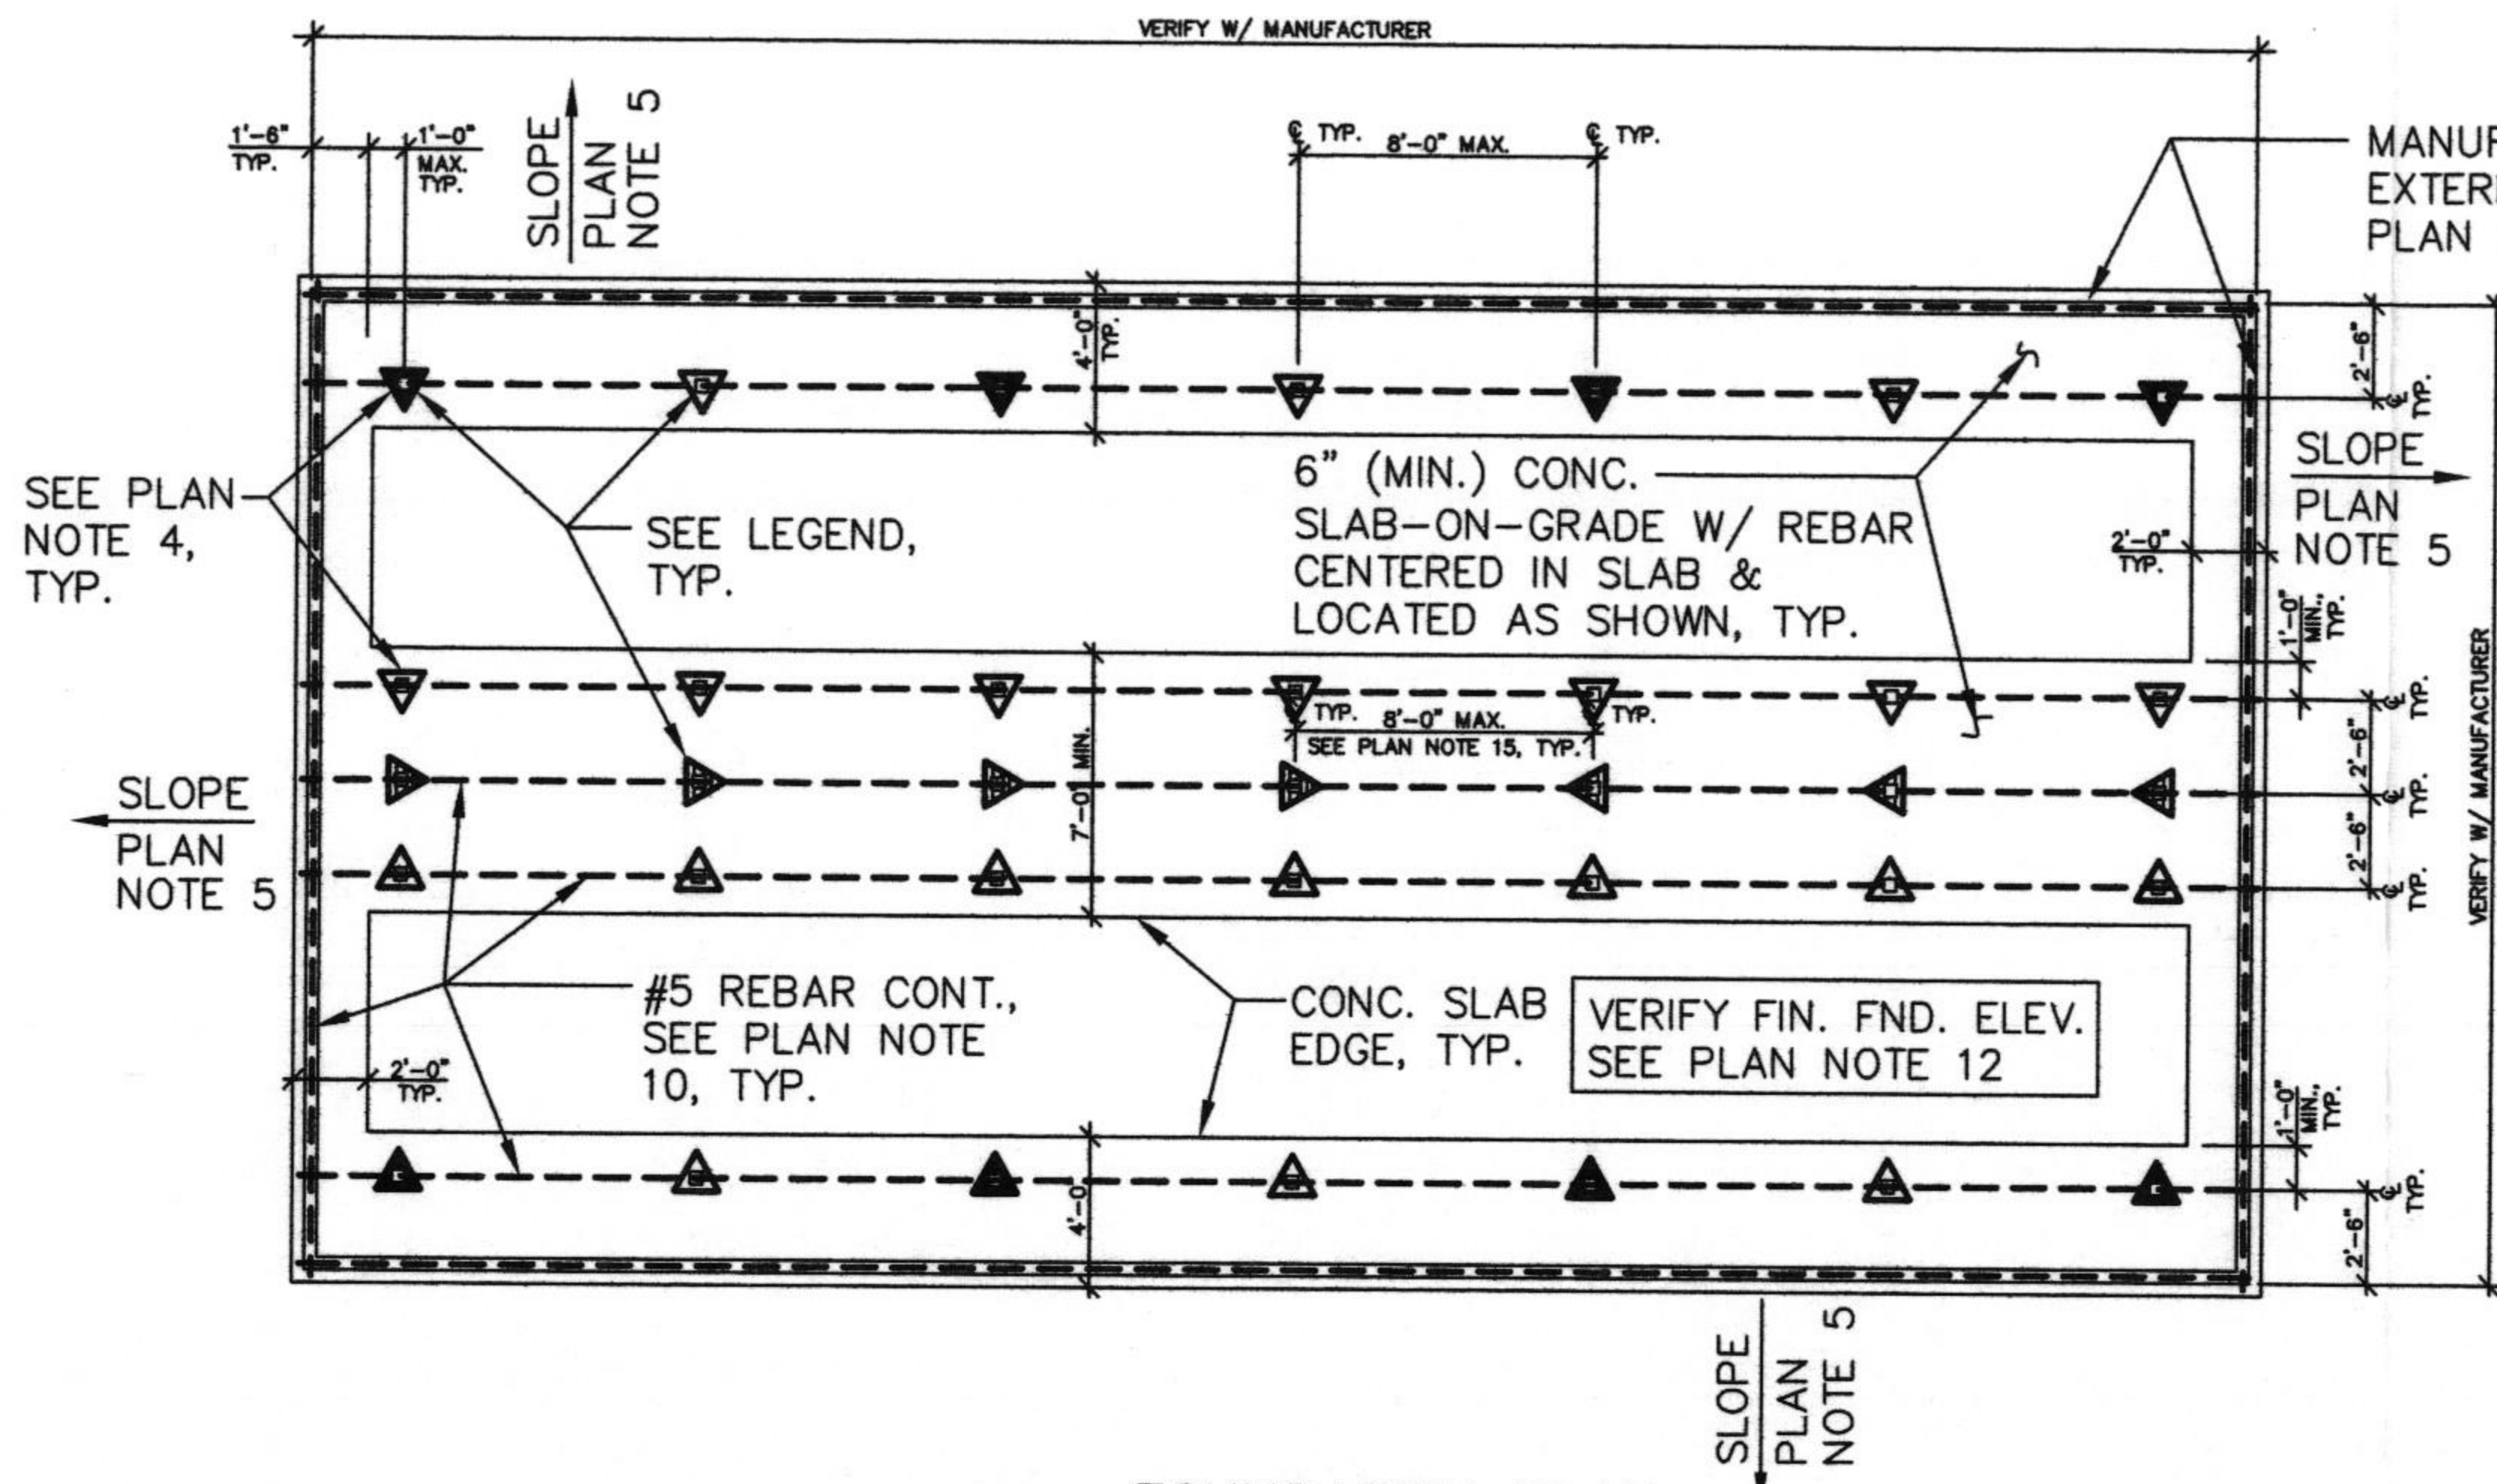 VERIFY W/ MANUFACTURER
1'-6"
TYP.
1'-0"
MAX.
TYP.
SLOPE
PLAN
NOTE 5
℄ TYP.
8'-0" MAX.
℄ TYP.
4'-0"
TYP.
2'-6"
℄
TYP.
SEE PLAN
NOTE 4,
TYP.
SEE LEGEND,
TYP.
6" (MIN.) CONC.
SLAB-ON-GRADE W/ REBAR
CENTERED IN SLAB &
LOCATED AS SHOWN, TYP.
SLOPE
PLAN
NOTE 5
2'-0"
TYP.
1'-0"
MIN.,
TYP.
VERIFY W/ MANUFACTURER
TYP.
8'-0" MAX.
TYP.
SEE PLAN NOTE 15, TYP.
7'-0" MIN.
℄
TYP.
2'-6"
℄
TYP.
2'-6"
℄
TYP.
SLOPE
PLAN
NOTE 5
#5 REBAR CONT.,
SEE PLAN NOTE
10, TYP.
CONC. SLAB
EDGE, TYP.
VERIFY FIN. FND. ELEV.
SEE PLAN NOTE 12
2'-0"
TYP.
1'-0"
MIN.,
TYP.
4'-0
℄
TYP.
2'-6"
SLOPE
PLAN
NOTE 5
PLAN